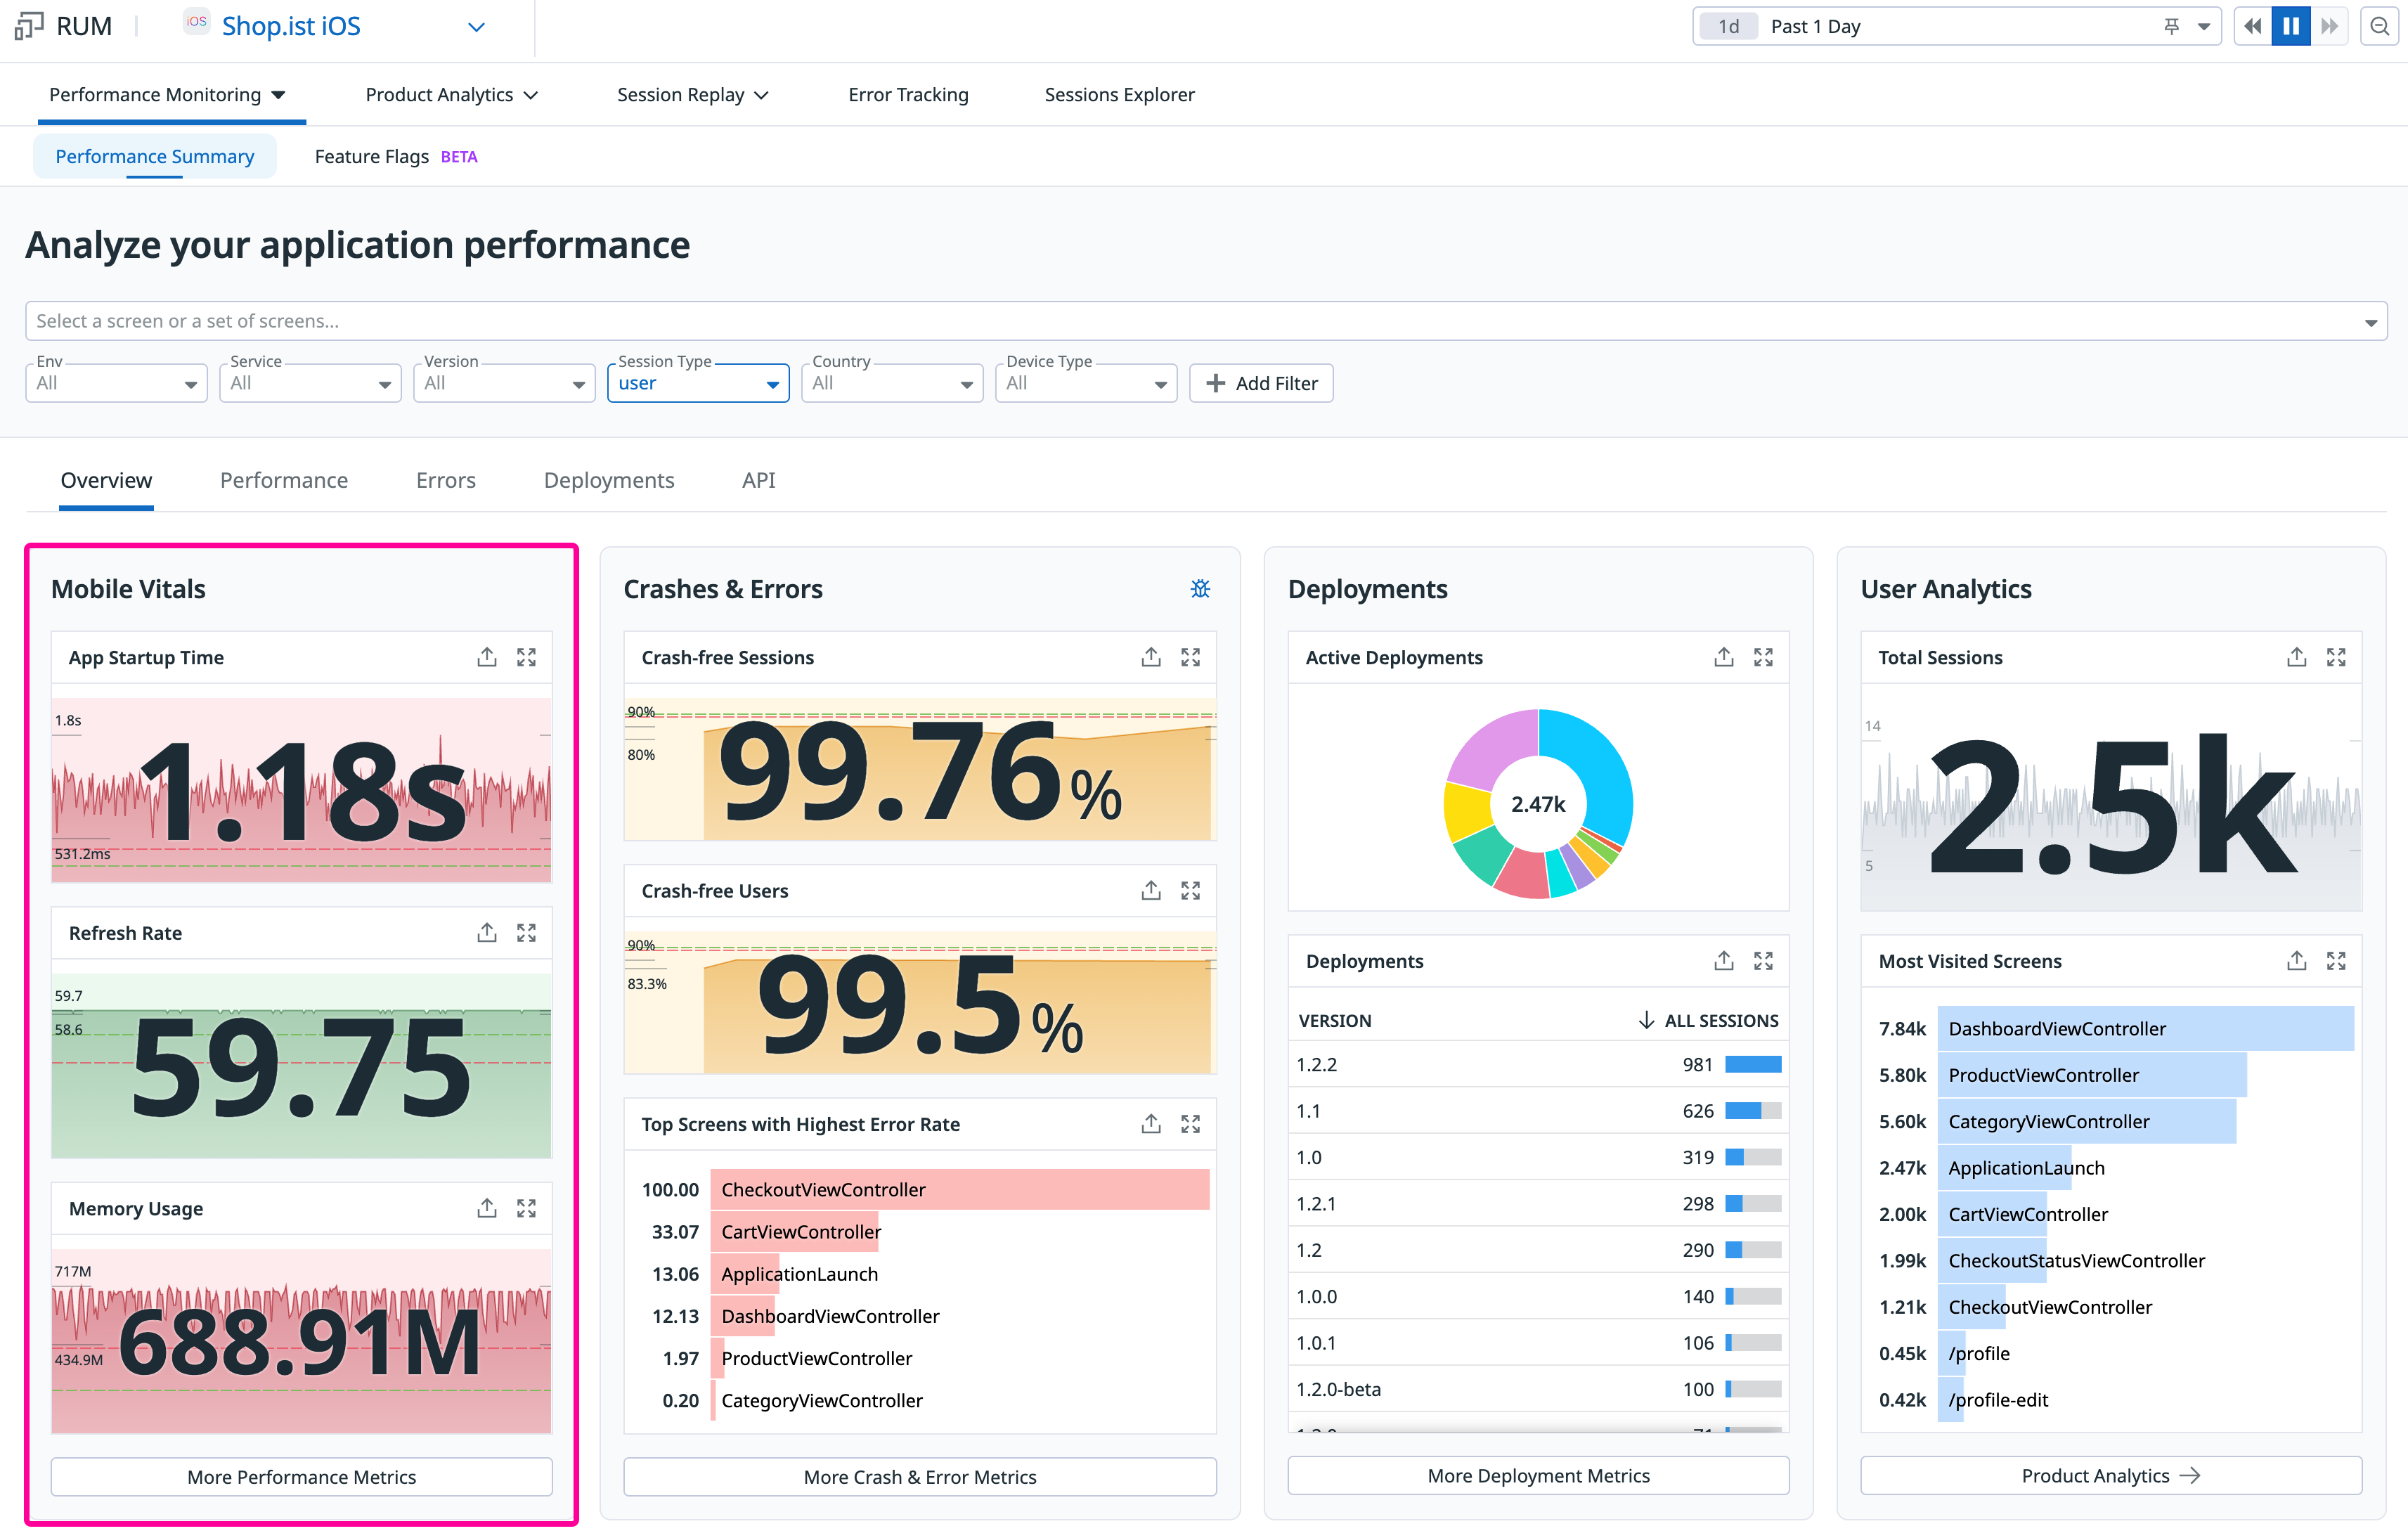 RUM
iOS
Shop.ist iOS
1d
Past 1 Day
Performance Monitoring
Product Analytics
Session Replay
Error Tracking
Sessions Explorer
Performance Summary
Feature Flags
BETA
Analyze your application performance
Select a screen or a set of screens...
Env
All
Service
All
Version
All
Session Type
user
Country
All
Device Type
All
Add Filter
Overview
Performance
Errors
Deployments
API
Mobile Vitals
App Startup Time
1.8s
1.18s
531.2ms
Refresh Rate
59.7
58.6
59.75
Memory Usage
717M
688.91M
434.9M
More Performance Metrics
Crashes & Errors
Crash-free Sessions
90%
99.76%
80%
Crash-free Users
90%
99.5%
83.3%
Top Screens with Highest Error Rate
100.00 CheckoutViewController
33.07 CartViewController
13.06 ApplicationLaunch
12.13 DashboardViewController
1.97 ProductViewController
0.20 CategoryViewController
More Crash & Error Metrics
Deployments
Active Deployments
2.47k
Deployments
VERSION ALL SESSIONS
1.2.2 981
1.1 626
1.0 319
1.2.1 298
1.2 290
1.0.0 140
1.0.1 106
1.2.0-beta 100
More Deployment Metrics
User Analytics
Total Sessions
14
2.5k
5
Most Visited Screens
7.84k DashboardViewController
5.80k ProductViewController
5.60k CategoryViewController
2.47k ApplicationLaunch
2.00k CartViewController
1.99k CheckoutStatusViewController
1.21k CheckoutViewController
0.45k /profile
0.42k /profile-edit
Product Analytics